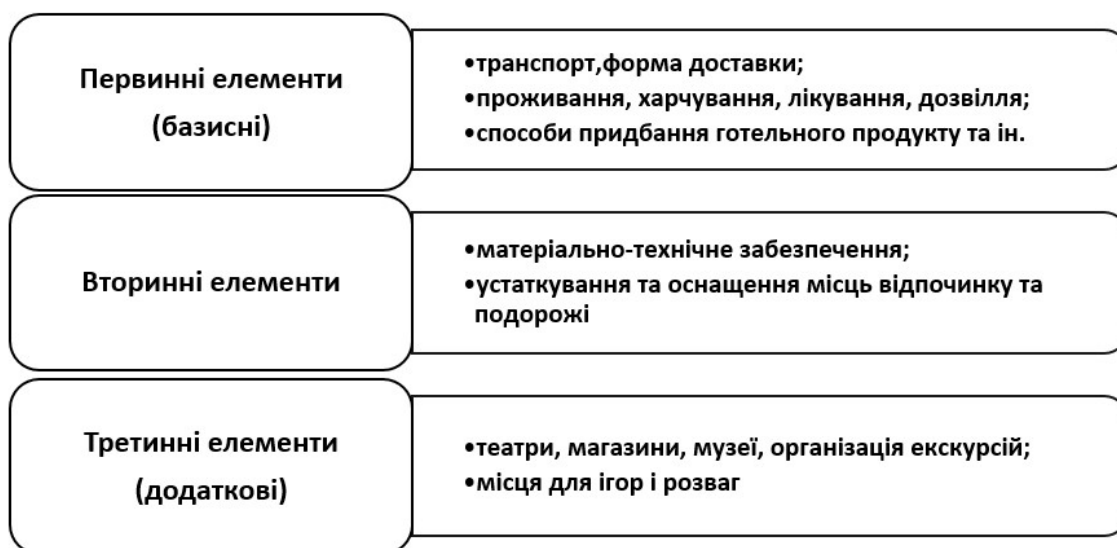 Первинні елементи
(базисні)
•транспорт,форма доставки;
•проживання, харчування, лікування, дозвілля;
•способи придбання готельного продукту та ін.
Вторинні елементи
•матеріально-технічне забезпечення;
•устаткування та оснащення місць відпочинку та
подорожі
Третинні елементи
(додаткові)
•театри, магазини, музеї, організація екскурсій;
•місця для ігор і розваг